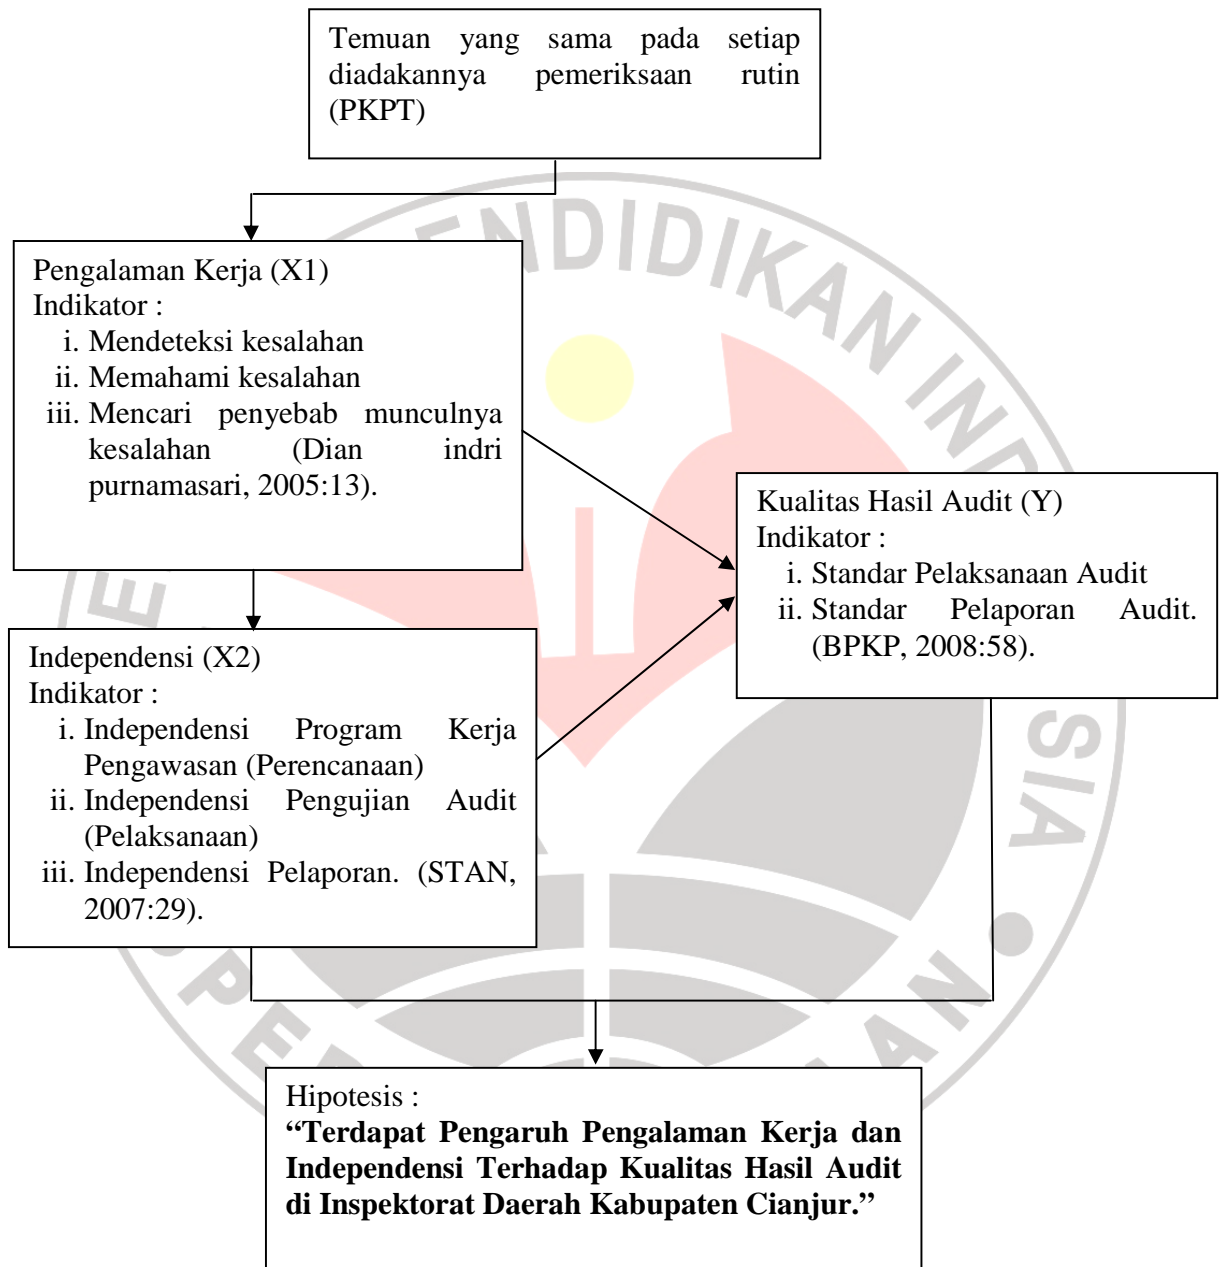 Temuan yang sama pada setiap
diadakannya pemeriksaan rutin
(PKPT)
Pengalaman Kerja (X1)
Indikator :
i. Mendeteksi kesalahan
ii. Memahami kesalahan
iii. Mencari penyebab munculnya
kesalahan (Dian indri
purnamasari, 2005:13).
Kualitas Hasil Audit (Y)
Indikator :
i. Standar Pelaksanaan Audit
ii. Standar Pelaporan Audit.
(BPKP, 2008:58).
Independensi (X2)
Indikator :
i. Independensi Program Kerja
Pengawasan (Perencanaan)
ii. Independensi Pengujian Audit
(Pelaksanaan)
iii. Independensi Pelaporan. (STAN,
2007:29).
Hipotesis :
“Terdapat Pengaruh Pengalaman Kerja dan
Independensi Terhadap Kualitas Hasil Audit
di Inspektorat Daerah Kabupaten Cianjur.”